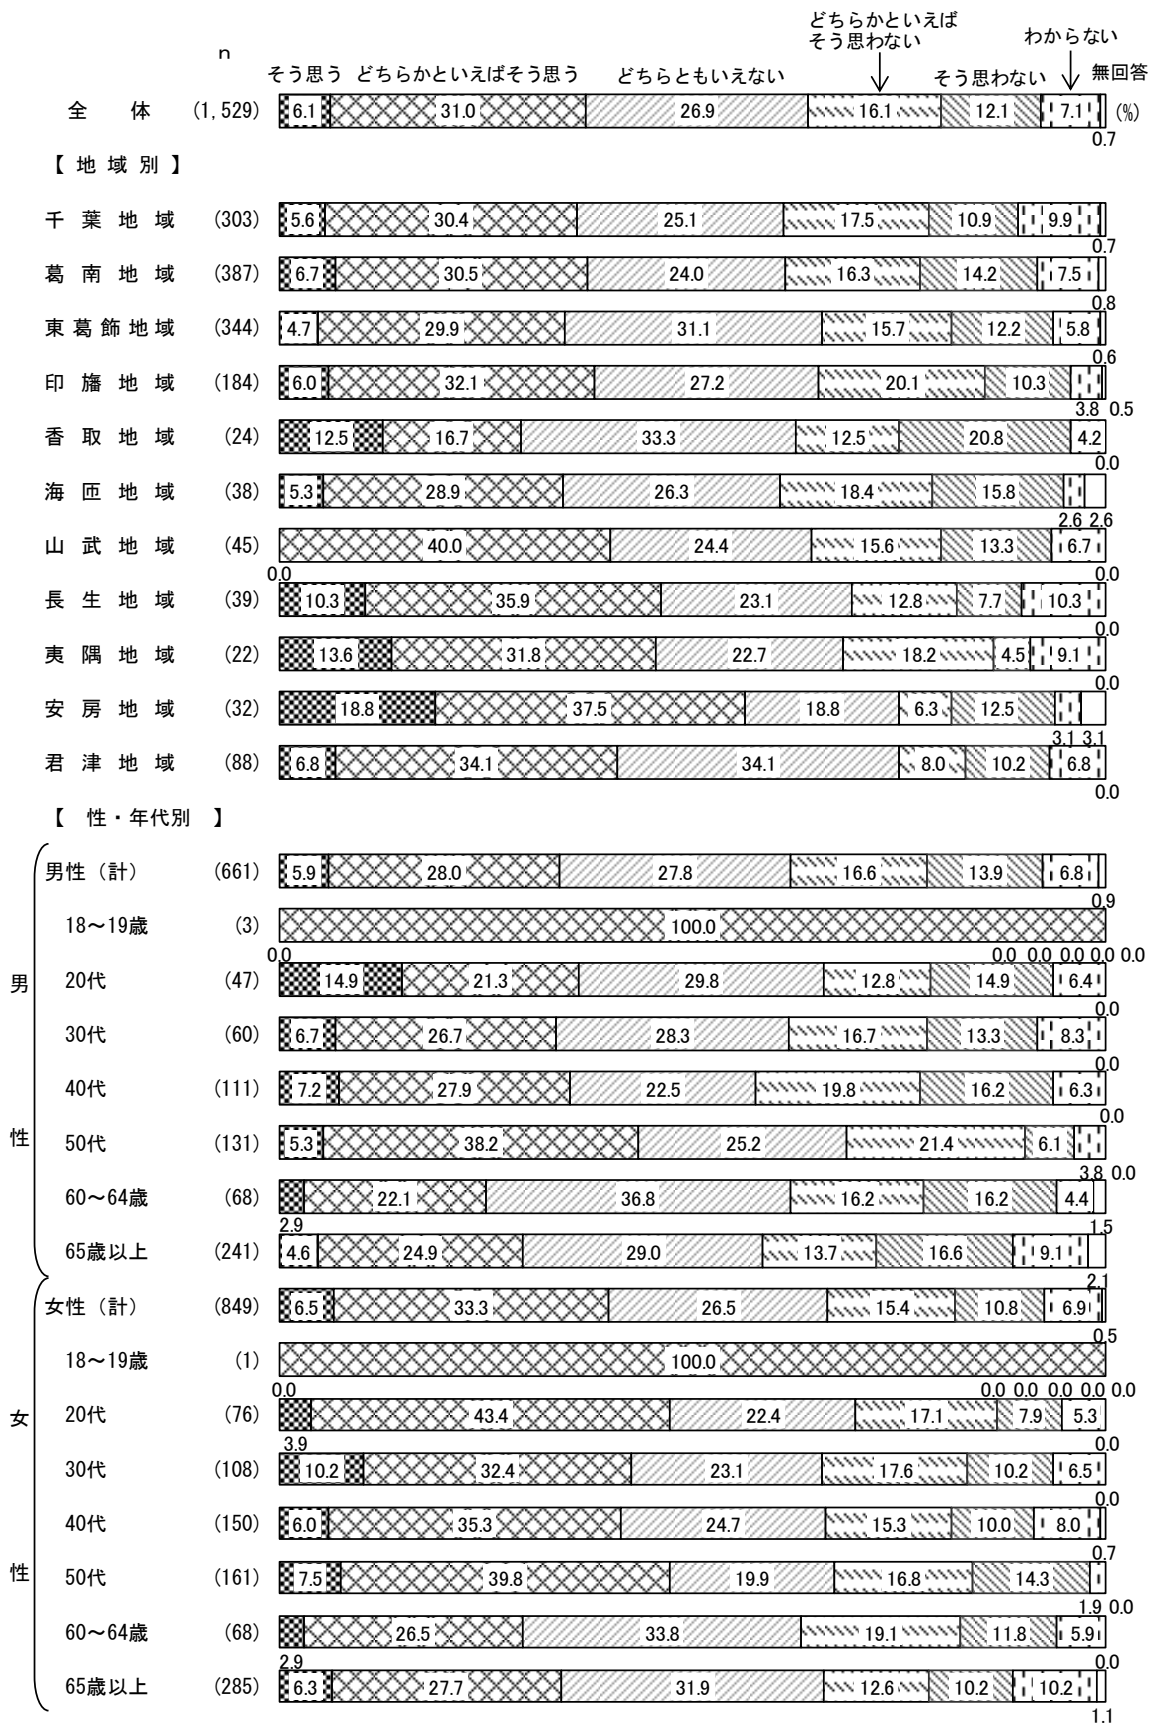 どちらかといえば
そう思わない
わからない
n
そう思う どちらかといえばそう思う どちらともいえない そう思わない 無回答
全 体 (1,529) 6.1 31.0 26.9 16.1 12.1 7.1 (%)
0.7
【 地 域 別 】
千 葉 地 域 (303) 5.6 30.4 25.1 17.5 10.9 9.9
0.7
葛 南 地 域 (387) 6.7 30.5 24.0 16.3 14.2 7.5
0.8
東 葛 飾 地 域 (344) 4.7 29.9 31.1 15.7 12.2 5.8
0.6
印 旛 地 域 (184) 6.0 32.1 27.2 20.1 10.3
3.8 0.5
香 取 地 域 (24) 12.5 16.7 33.3 12.5 20.8 4.2
0.0
海 匝 地 域 (38) 5.3 28.9 26.3 18.4 15.8
2.6 2.6
山 武 地 域 (45) 40.0 24.4 15.6 13.3 6.7
0.0 0.0
長 生 地 域 (39) 10.3 35.9 23.1 12.8 7.7 10.3
0.0
夷 隅 地 域 (22) 13.6 31.8 22.7 18.2 4.5 9.1
0.0
安 房 地 域 (32) 18.8 37.5 18.8 6.3 12.5
3.1 3.1
君 津 地 域 (88) 6.8 34.1 34.1 8.0 10.2 6.8
0.0
【 性・年代別 】
男性（計） (661) 5.9 28.0 27.8 16.6 13.9 6.8
0.9
18～19歳 (3) 100.0
0.0 0.0 0.0 0.0 0.0 0.0
男
20代 (47) 14.9 21.3 29.8 12.8 14.9 6.4
0.0
30代 (60) 6.7 26.7 28.3 16.7 13.3 8.3
0.0
40代 (111) 7.2 27.9 22.5 19.8 16.2 6.3
0.0
性
50代 (131) 5.3 38.2 25.2 21.4 6.1
3.8 0.0
60～64歳 (68) 22.1 36.8 16.2 16.2 4.4
2.9 1.5
65歳以上 (241) 4.6 24.9 29.0 13.7 16.6 9.1
2.1
女性（計） (849) 6.5 33.3 26.5 15.4 10.8 6.9
0.5
18～19歳 (1) 100.0
0.0 0.0 0.0 0.0 0.0 0.0
女
20代 (76) 43.4 22.4 17.1 7.9 5.3
3.9 0.0
30代 (108) 10.2 32.4 23.1 17.6 10.2 6.5
0.0
40代 (150) 6.0 35.3 24.7 15.3 10.0 8.0
0.7
性
50代 (161) 7.5 39.8 19.9 16.8 14.3
1.9 0.0
60～64歳 (68) 26.5 33.8 19.1 11.8 5.9
2.9 0.0
65歳以上 (285) 6.3 27.7 31.9 12.6 10.2 10.2
1.1